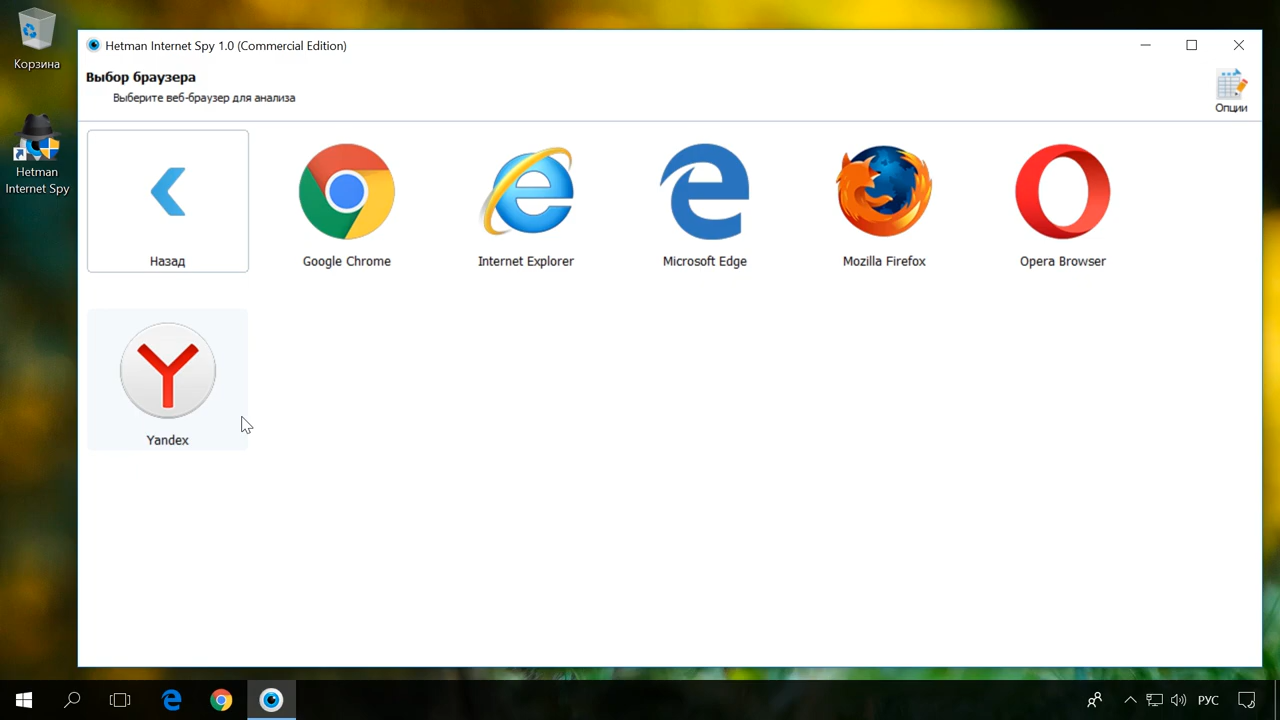 Корзина
Hetman
Internet Spy
Hetman Internet Spy 1.0 (Commercial Edition)
Выбор браузера
Выберите веб-браузер для анализа
Опции
Назад
Google Chrome
Internet Explorer
Microsoft Edge
Mozilla Firefox
Opera Browser
Yandex
РУС